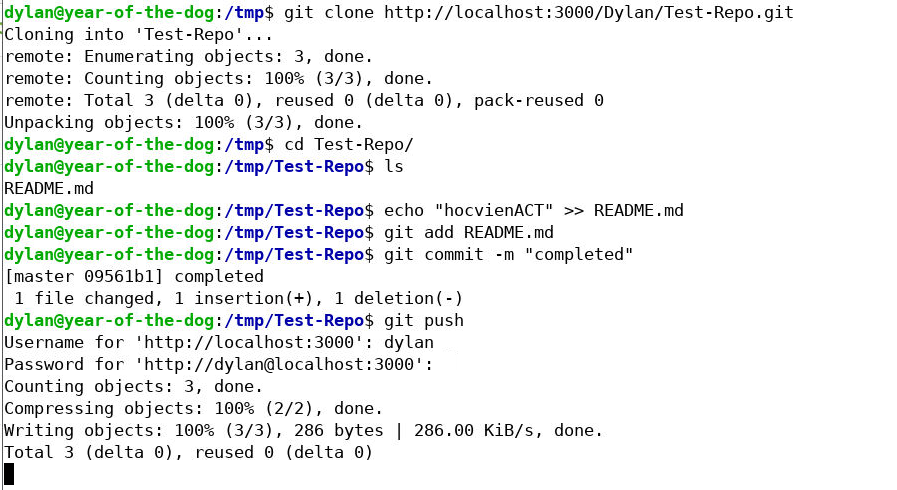 dylan@year-of-the-dog:/tmp$ git clone http://localhost:3000/Dylan/Test-Repo.git
Cloning into 'Test-Repo'...
remote: Enumerating objects: 3, done.
remote: Counting objects: 100% (3/3), done.
remote: Total 3 (delta 0), reused 0 (delta 0), pack-reused 0
Unpacking objects: 100% (3/3), done.
dylan@year-of-the-dog:/tmp$ cd Test-Repo/
dylan@year-of-the-dog:/tmp/Test-Repo$ ls
README.md
dylan@year-of-the-dog:/tmp/Test-Repo$ echo "hocvienACT" >> README.md
dylan@year-of-the-dog:/tmp/Test-Repo$ git add README.md
dylan@year-of-the-dog:/tmp/Test-Repo$ git commit -m "completed"
[master 09561b1] completed
 1 file changed, 1 insertion(+), 1 deletion(-)
dylan@year-of-the-dog:/tmp/Test-Repo$ git push
Username for 'http://localhost:3000': dylan
Password for 'http://dylan@localhost:3000':
Counting objects: 3, done.
Compressing objects: 100% (2/2), done.
Writing objects: 100% (3/3), 286 bytes | 286.00 KiB/s, done.
Total 3 (delta 0), reused 0 (delta 0)